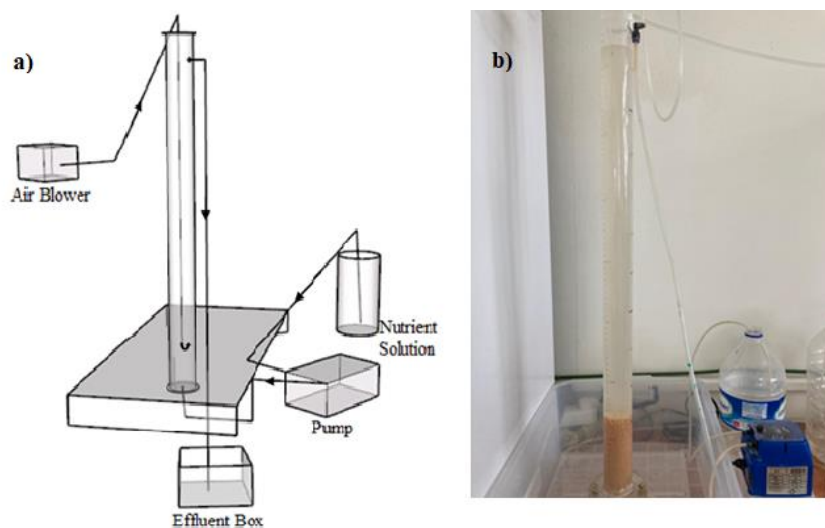 a)
b)
Air Blower
Nutrient
Solution
Pump
Effluent Box